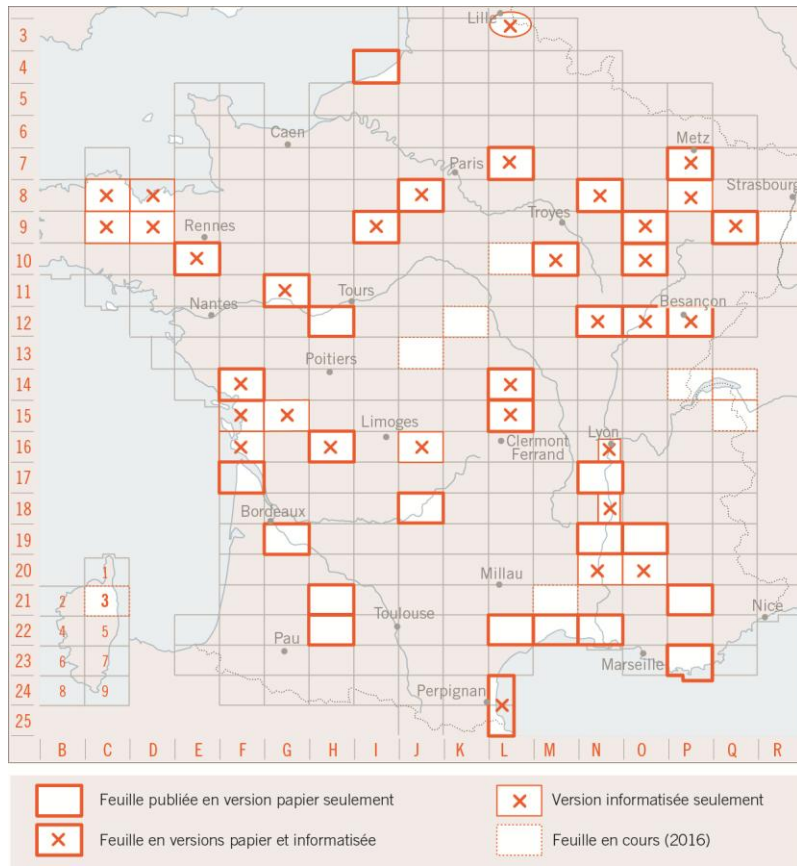 Lille
3
4
5
6
Caen
Metz
7
Paris
8
Strasbourg
Troyes
9
Rennes
10
11
Tours
Nantes
Besançon
12
13
Poitiers
14
15
Limoges
Lyon
16
Clermont
Ferrand
17
18
Bordeaux
19
20
1
Millau
21
2
3
Nice
Toulouse
22
4
5
Pau
Marseille
23
6
7
24
8
9
Perpignan
25
B C D E F G H I J K L M N O P Q R
Feuille publiée en version papier seulement
Version informatisée seulement
Feuille en versions papier et informatisée
Feuille en cours (2016)